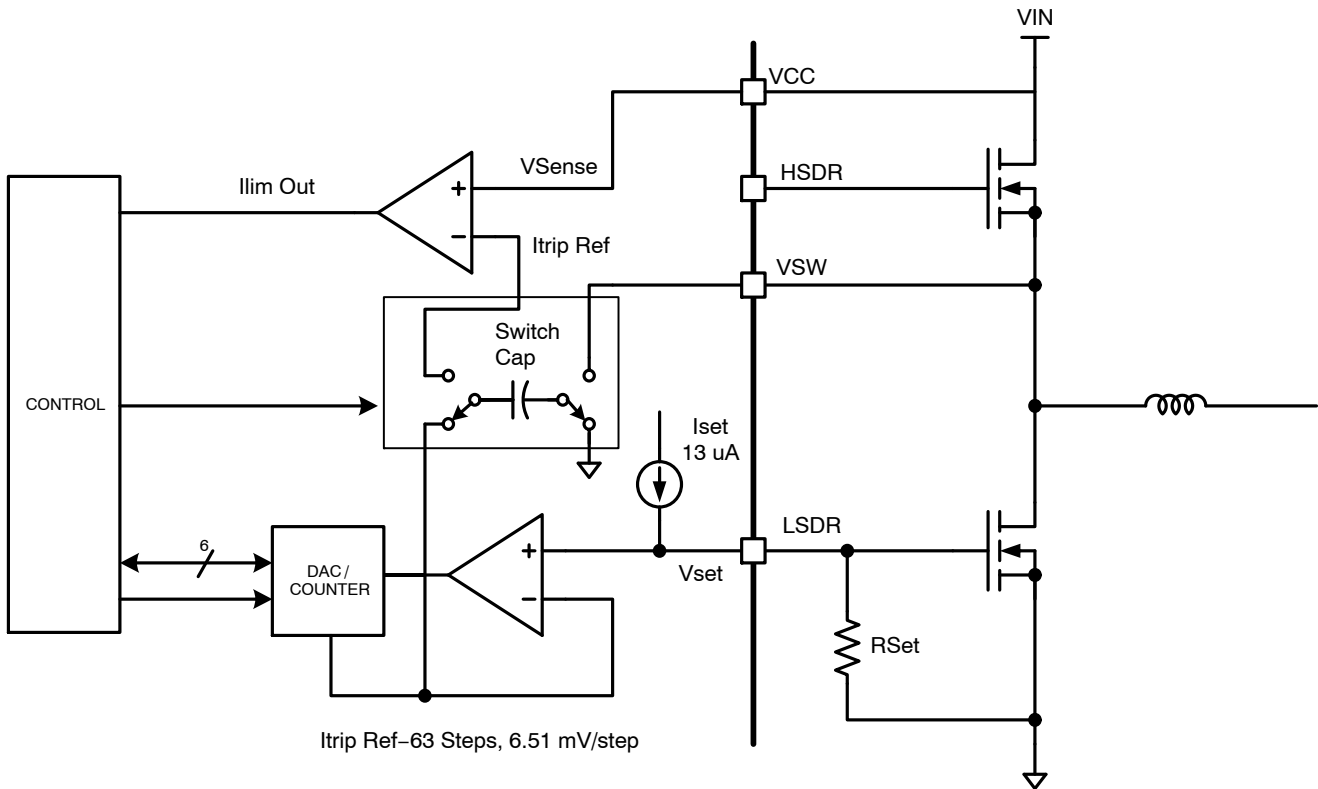 VIN
VCC
VSense
HSDR
Ilim Out
+
−
Itrip Ref
VSW
Switch
Cap
CONTROL
Iset
13 uA
LSDR
6
DAC/
COUNTER
+
−
Vset
RSet
Itrip Ref−63 Steps, 6.51 mV/step